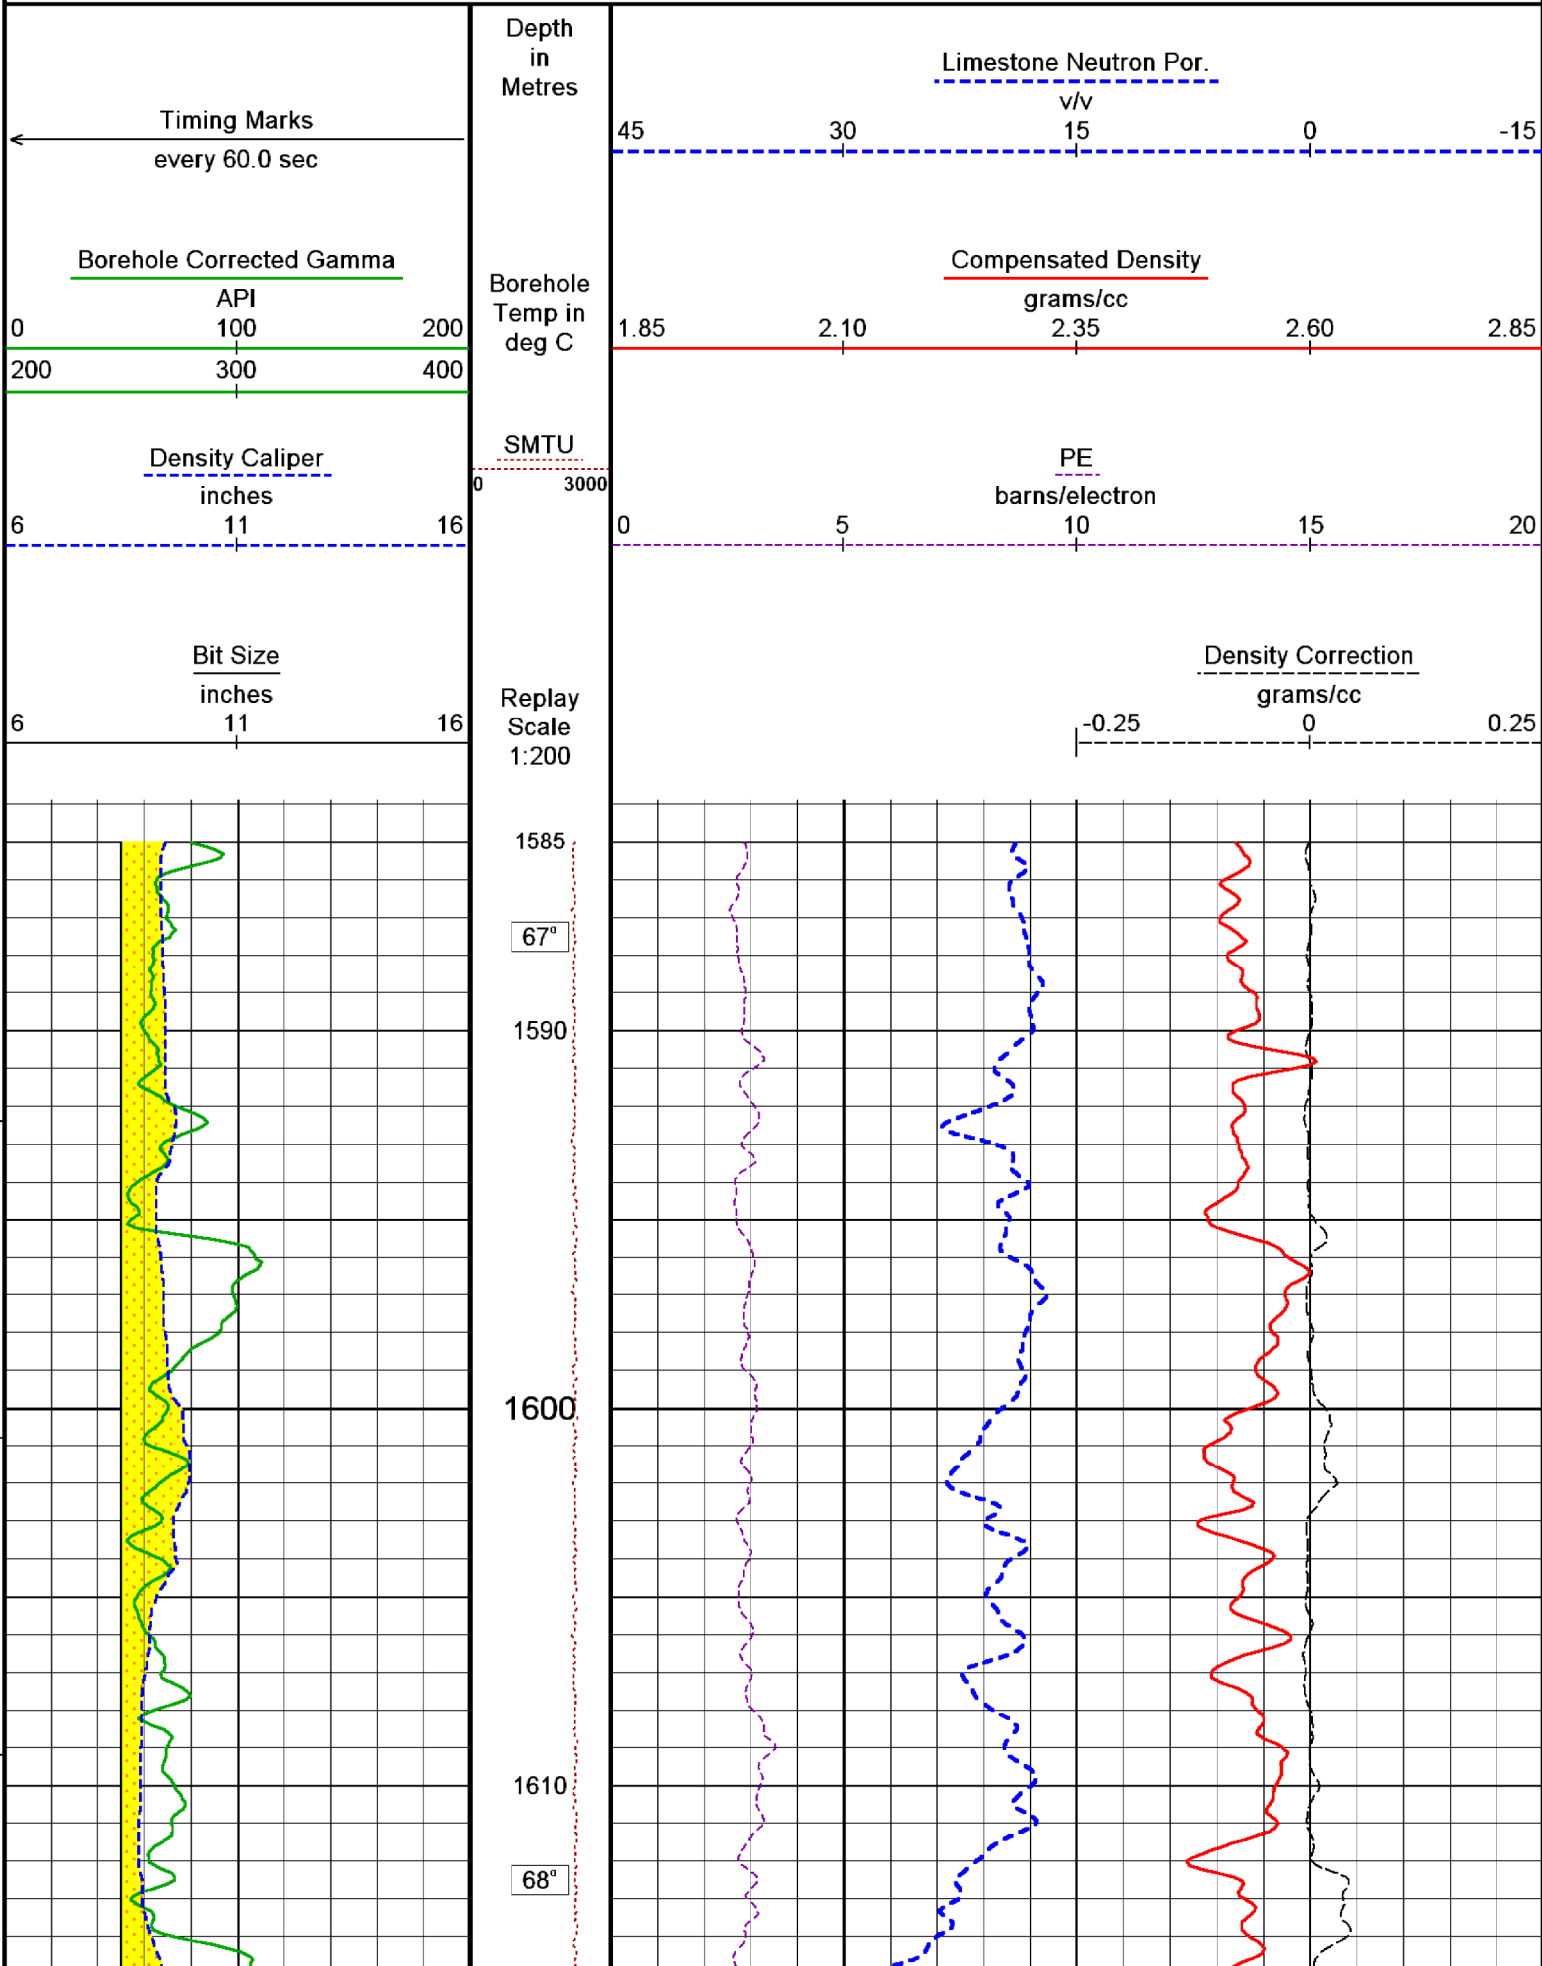 Timing Marks
every 60.0 sec
Borehole Corrected Gamma
API
0 100 200
200 300 400
Density Caliper
inches
6 11 16
Bit Size
inches
6 11 16
Depth
in
Metres
Borehole
Temp in
deg C
SMTU
0 3000
Replay
Scale
1:200
Limestone Neutron Por.
v/v
45 30 15 0 -15
Compensated Density
grams/cc
1.85 2.10 2.35 2.60 2.85
PE
barns/electron
0 5 10 15 20
Density Correction
grams/cc
-0.25 0 0.25
1585
67°
1590
1600
1610
68°